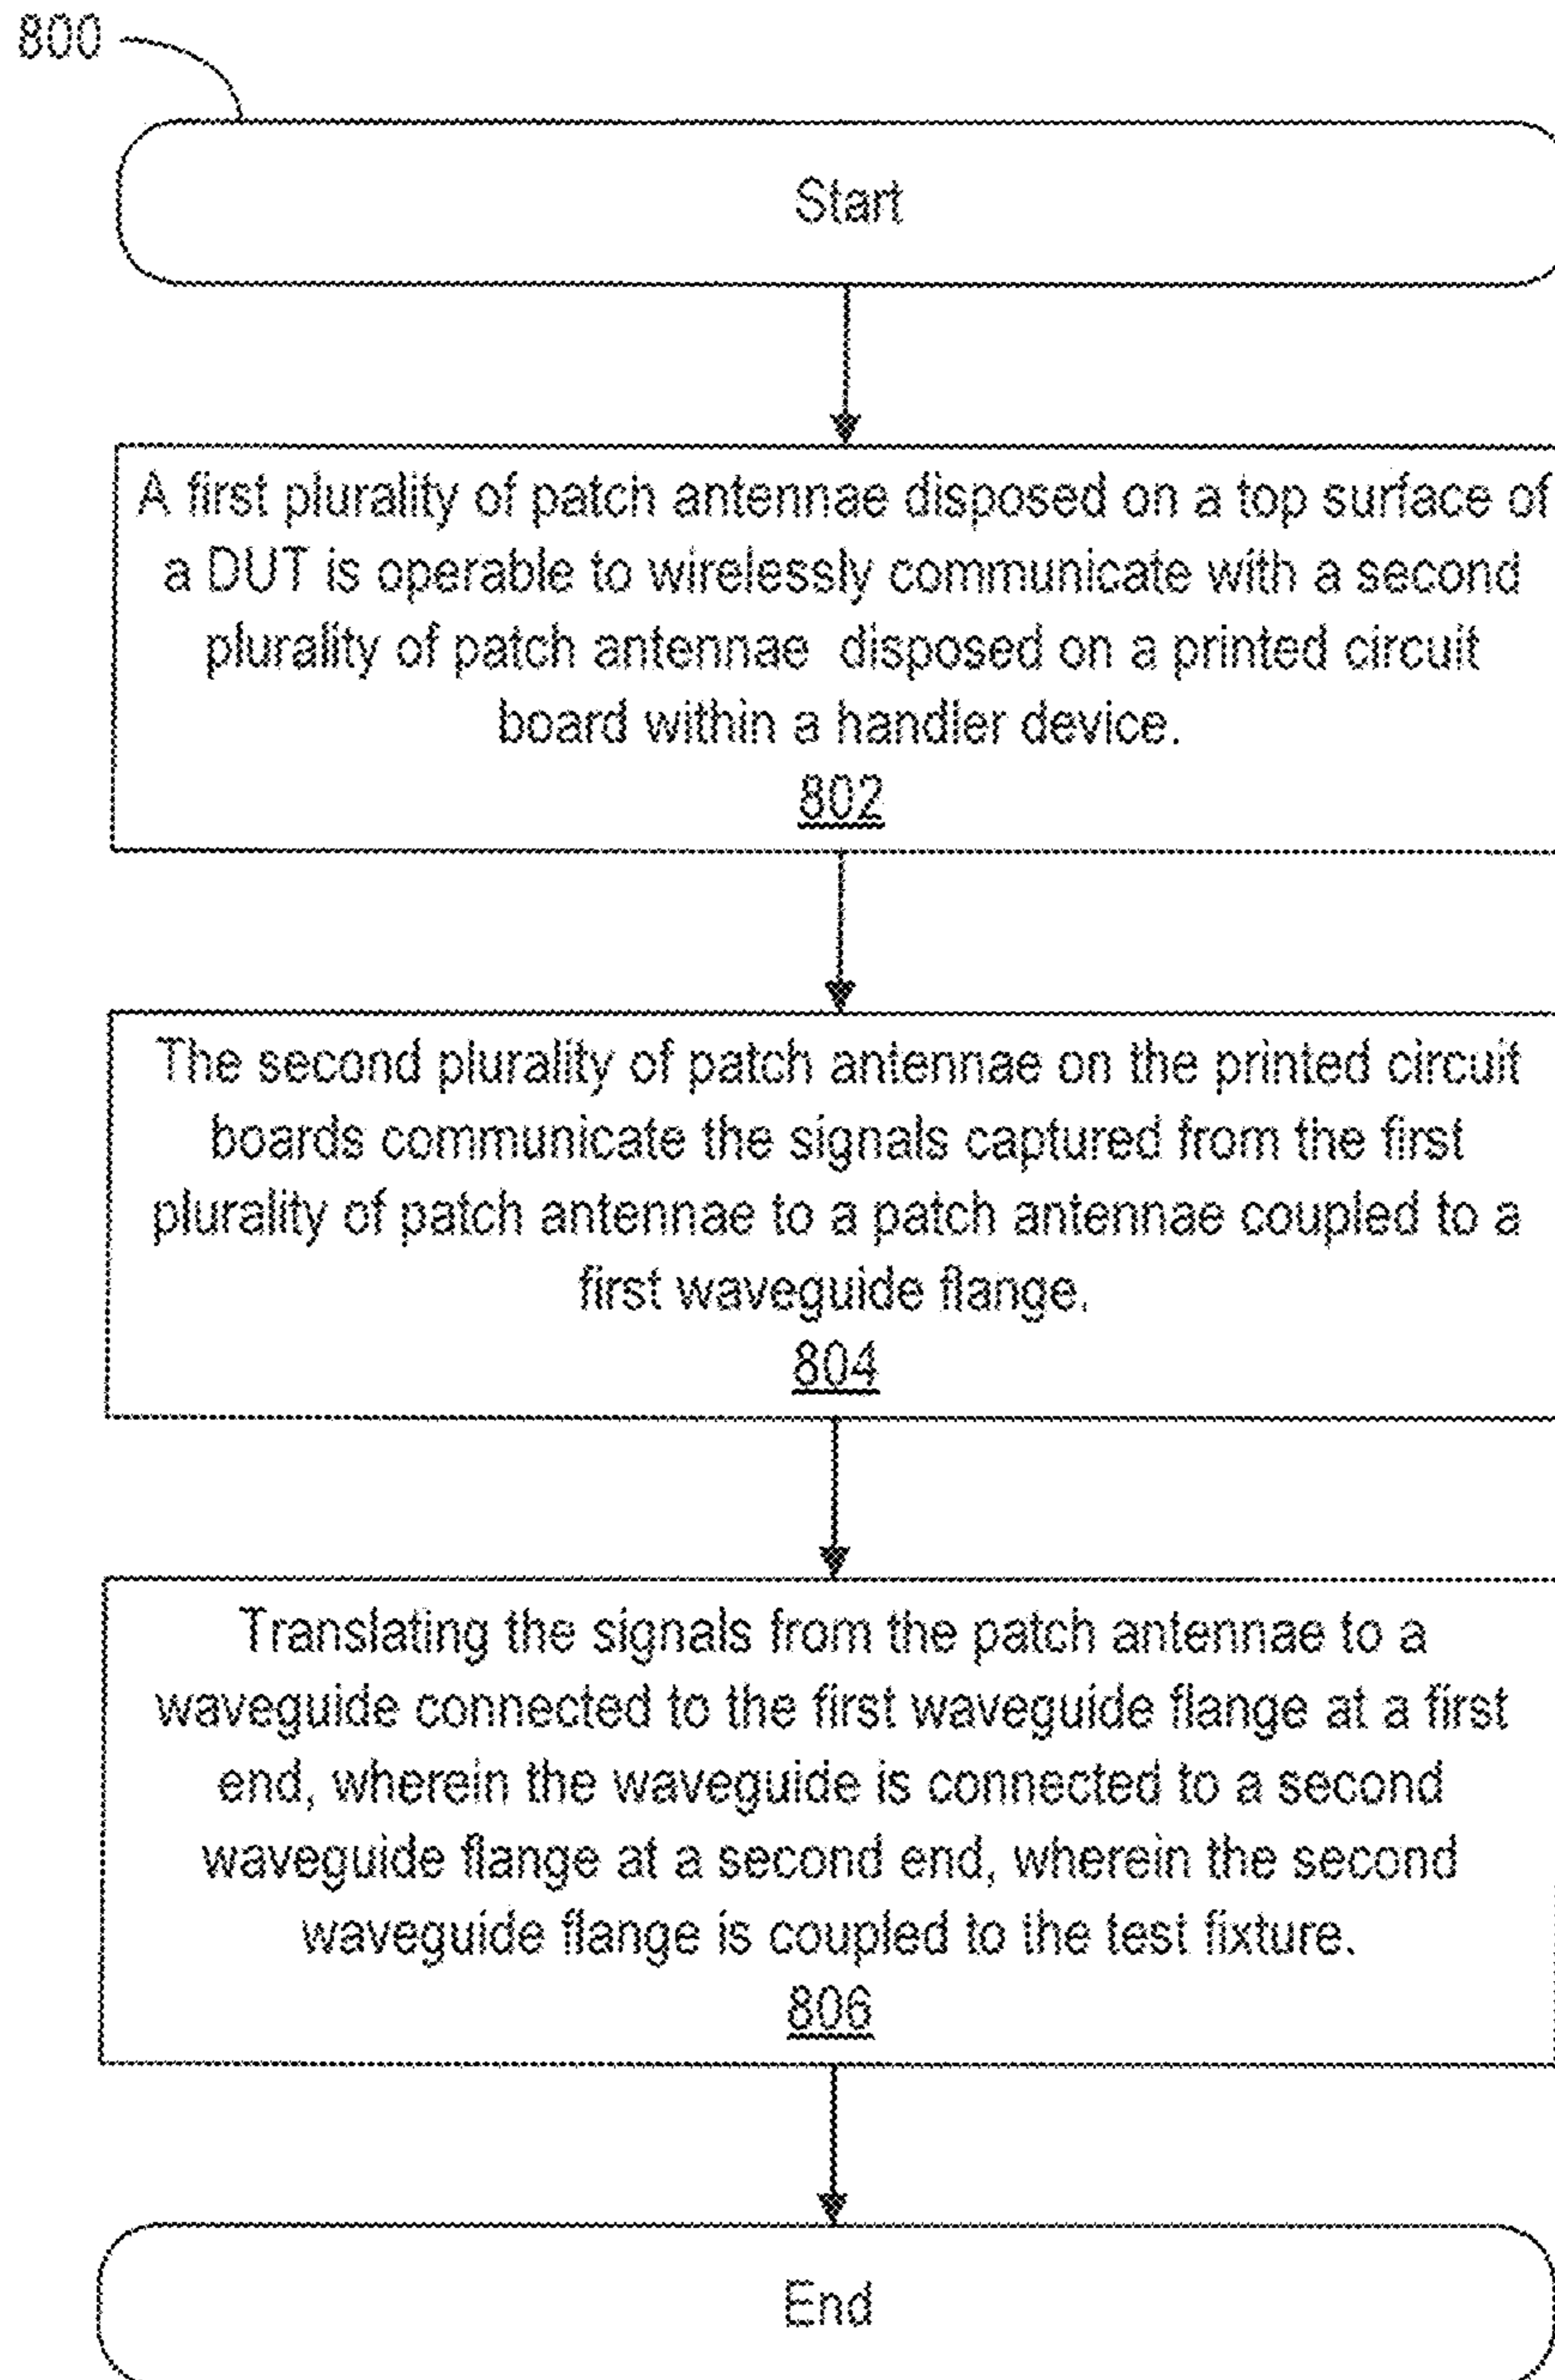 800
Start
A first plurality of patch antennae disposed on a top surface of
a DUT is operable to wirelessly communicate with a second
plurality of patch antennae disposed on a printed circuit
board within a handler device.
802
The second plurality of patch antennae on the printed circuit
boards communicate the signals captured from the first
plurality of patch antennae to a patch antennae coupled to a
first waveguide flange.
804
Translating the signals from the patch antennae to a
waveguide connected to the first waveguide flange at a first
end, wherein the waveguide is connected to a second
waveguide flange at a second end, wherein the second
waveguide flange is coupled to the test fixture.
806
End